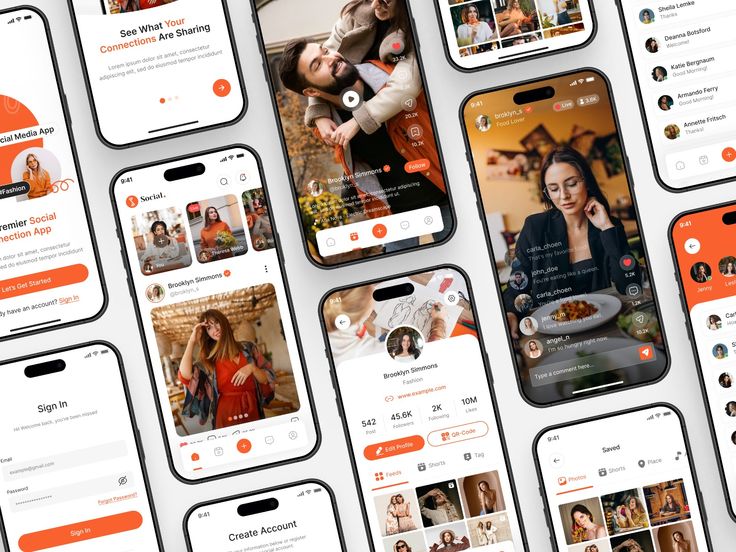 See What Your
Connections Are Sharing
Lorem ipsum dolor sit amet, consectetur
adipiscing elit, sed do eiusmod tempor incididunt
ocial Media App
#Fashion
remier Social
nection App
r sit amet, consectetur
Let's Get Started
dy have an account? Sign In
9:41
Sign In
Hi! Welcome back, you've been missed
Email
example@gmail.com
Password
Forgot Password?
Sign In
9:41
Social.
You
Theresa Webb
Brooklyn Simmons
@brooklyn_s
9:41
Create Account
20.2K
10.2K
Brooklyn Simmons
@brooklyn_s
Follow
Lorem ipsum dolor sit amet, consectetur adipiscing
elit, sed do eiusmod tempor incididunt ut.
9:41
Brooklyn Simmons
Fashion
www.example.com
542
Post
45.6K
Followers
2K
Following
10M
Likes
Edit Profile
QR-Code
Feeds
Shorts
Tag
9:41
broklyn_s
Food Lover
Live
3.6K
carla_choen
That's my favorite
john_doe
You're eating like a queen.
carla_choen
jenny_m
I love watching you eat
angel_n
I'm so hungry right now.
5.2K
10.2K
Type a comment here...
9:41
Saved
Photos
Shorts
Place
Sheila Lemke
Thanks
Deanna Botsford
Welcome!
Katie Bergnaum
Good Morning!
Armando Ferry
Good Morning!
Annette Fritsch
Thanks!
9:41
Jenny